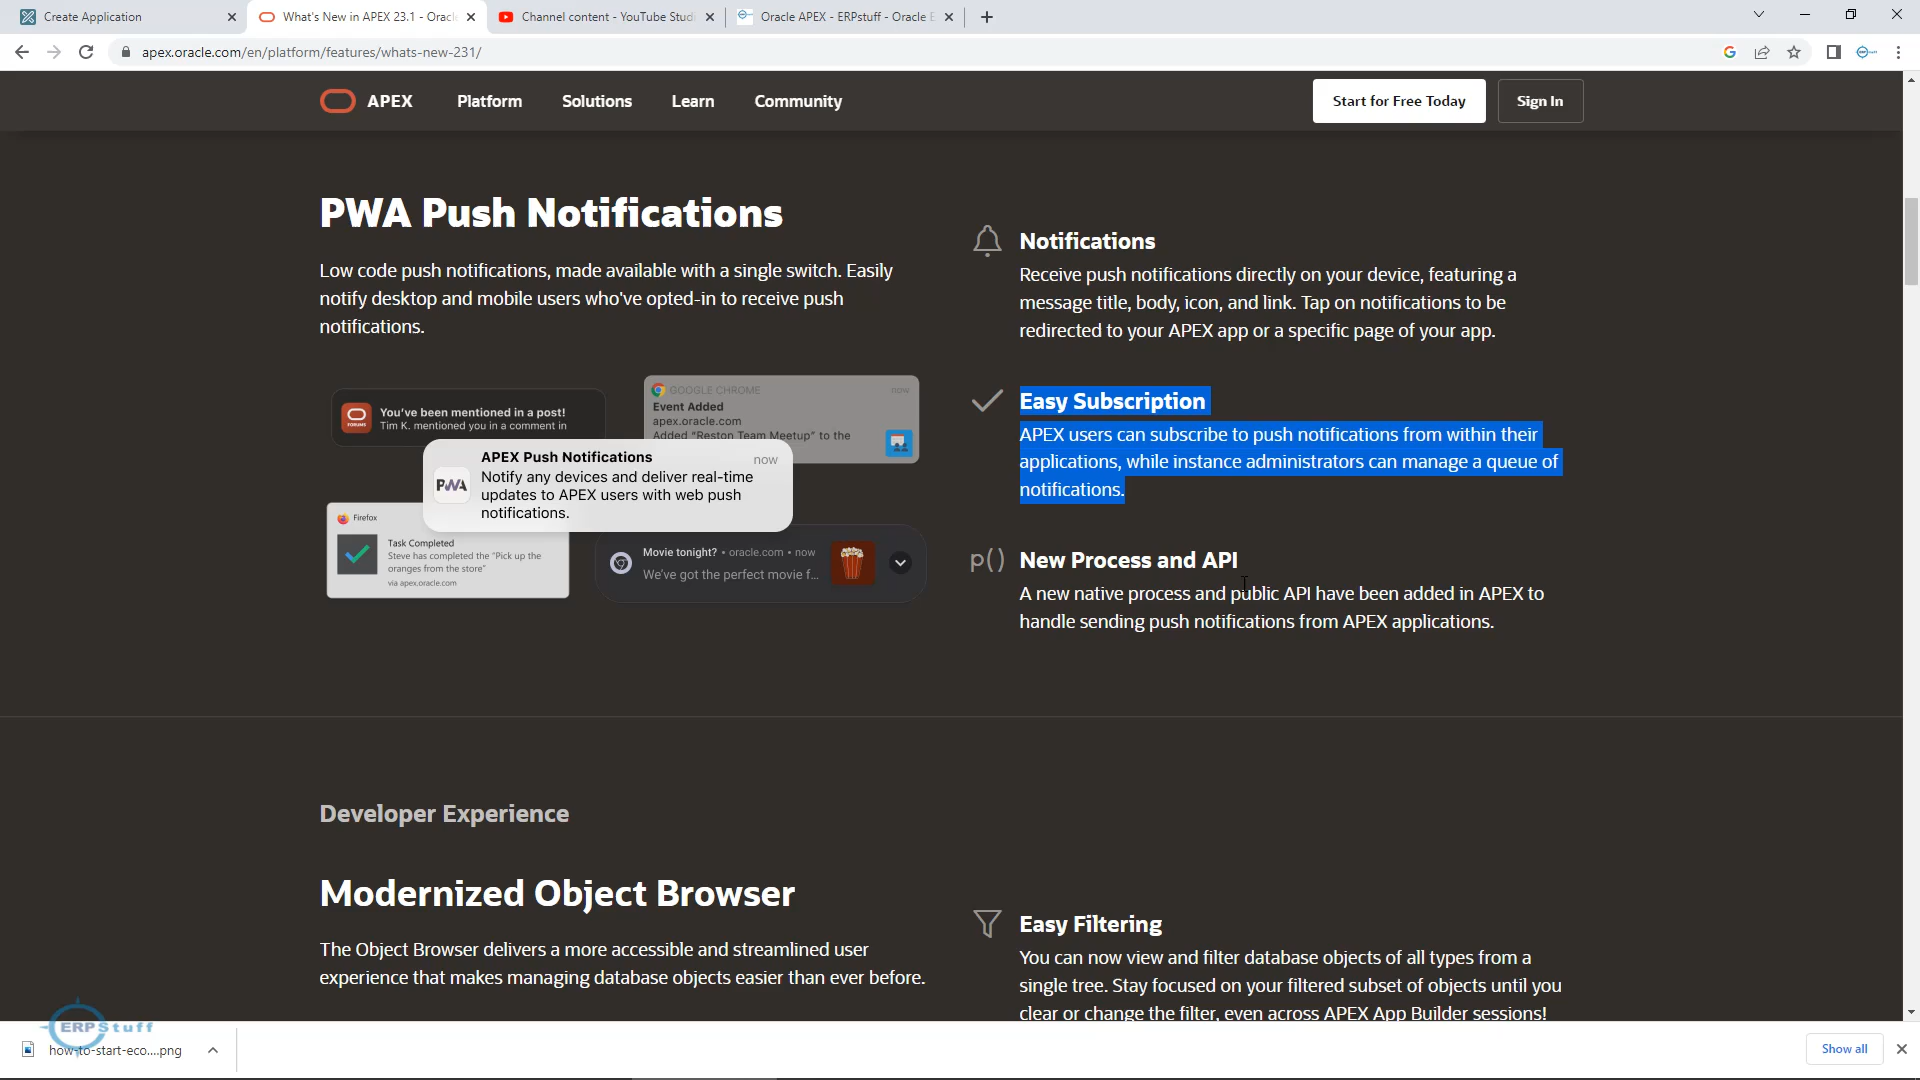 Create Application
What's New in APEX 23.1 - Oracl
Channel content - YouTube Stud
Oracle APEX - ERPstuff - Oracle E
apex.oracle.com/en/platform/features/whats-new-231/
APEX
Platform
Solutions
Learn
Community
Start for Free Today
Sign In
PWA Push Notifications
Low code push notifications, made available with a single switch. Easily
notify desktop and mobile users who've opted-in to receive push
notifications.
You've been mentioned in a post!
Tim K. mentioned you in a comment in
FORUMS
GOOGLE CHROME
now
Event Added
apex.oracle.com
Added "Reston Team Meetup" to the
PWA
APEX Push Notifications
now
Notify any devices and deliver real-time
updates to APEX users with web push
notifications.
Firefox
Task Completed
Steve has completed the "Pick up the
oranges from the store"
via apex.oracle.com
Movie tonight? • oracle.com • now
We've got the perfect movie f...
Notifications
Receive push notifications directly on your device, featuring a
message title, body, icon, and link. Tap on notifications to be
redirected to your APEX app or a specific page of your app.
Easy Subscription
APEX users can subscribe to push notifications from within their
applications, while instance administrators can manage a queue of
notifications.
p()
New Process and API
A new native process and public API have been added in APEX to
handle sending push notifications from APEX applications.
Developer Experience
Modernized Object Browser
The Object Browser delivers a more accessible and streamlined user
experience that makes managing database objects easier than ever before.
Easy Filtering
You can now view and filter database objects of all types from a
single tree. Stay focused on your filtered subset of objects until you
clear or change the filter, even across APEX App Builder sessions!
ERPStuff
how-to-start-eco....png
Show all